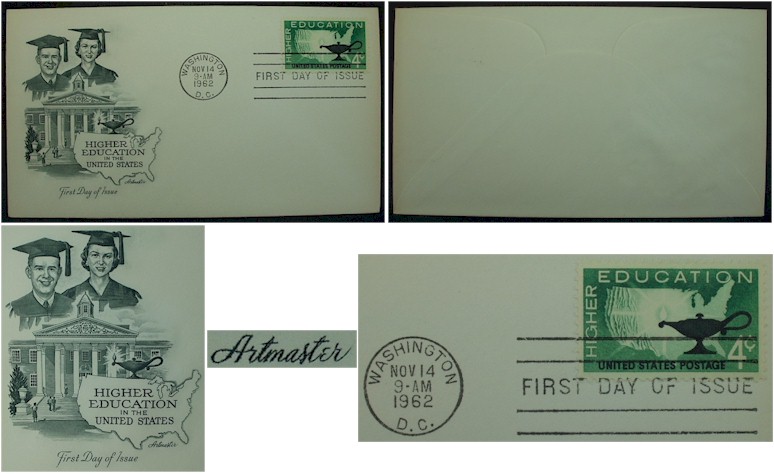 WASHINGTON
NOV 14
9-AM
1962
D.C.
HIGHER EDUCATION
4¢
UNITED STATES POSTAGE
FIRST DAY OF ISSUE
HIGHER
EDUCATION
IN THE
UNITED STATES
Artmaster
First Day of Issue
HIGHER
EDUCATION
IN THE
UNITED STATES
Artmaster
First Day of Issue
Artmaster
WASHINGTON
NOV 14
9-AM
1962
D.C.
HIGHER EDUCATION
4¢
UNITED STATES POSTAGE
FIRST DAY OF ISSUE